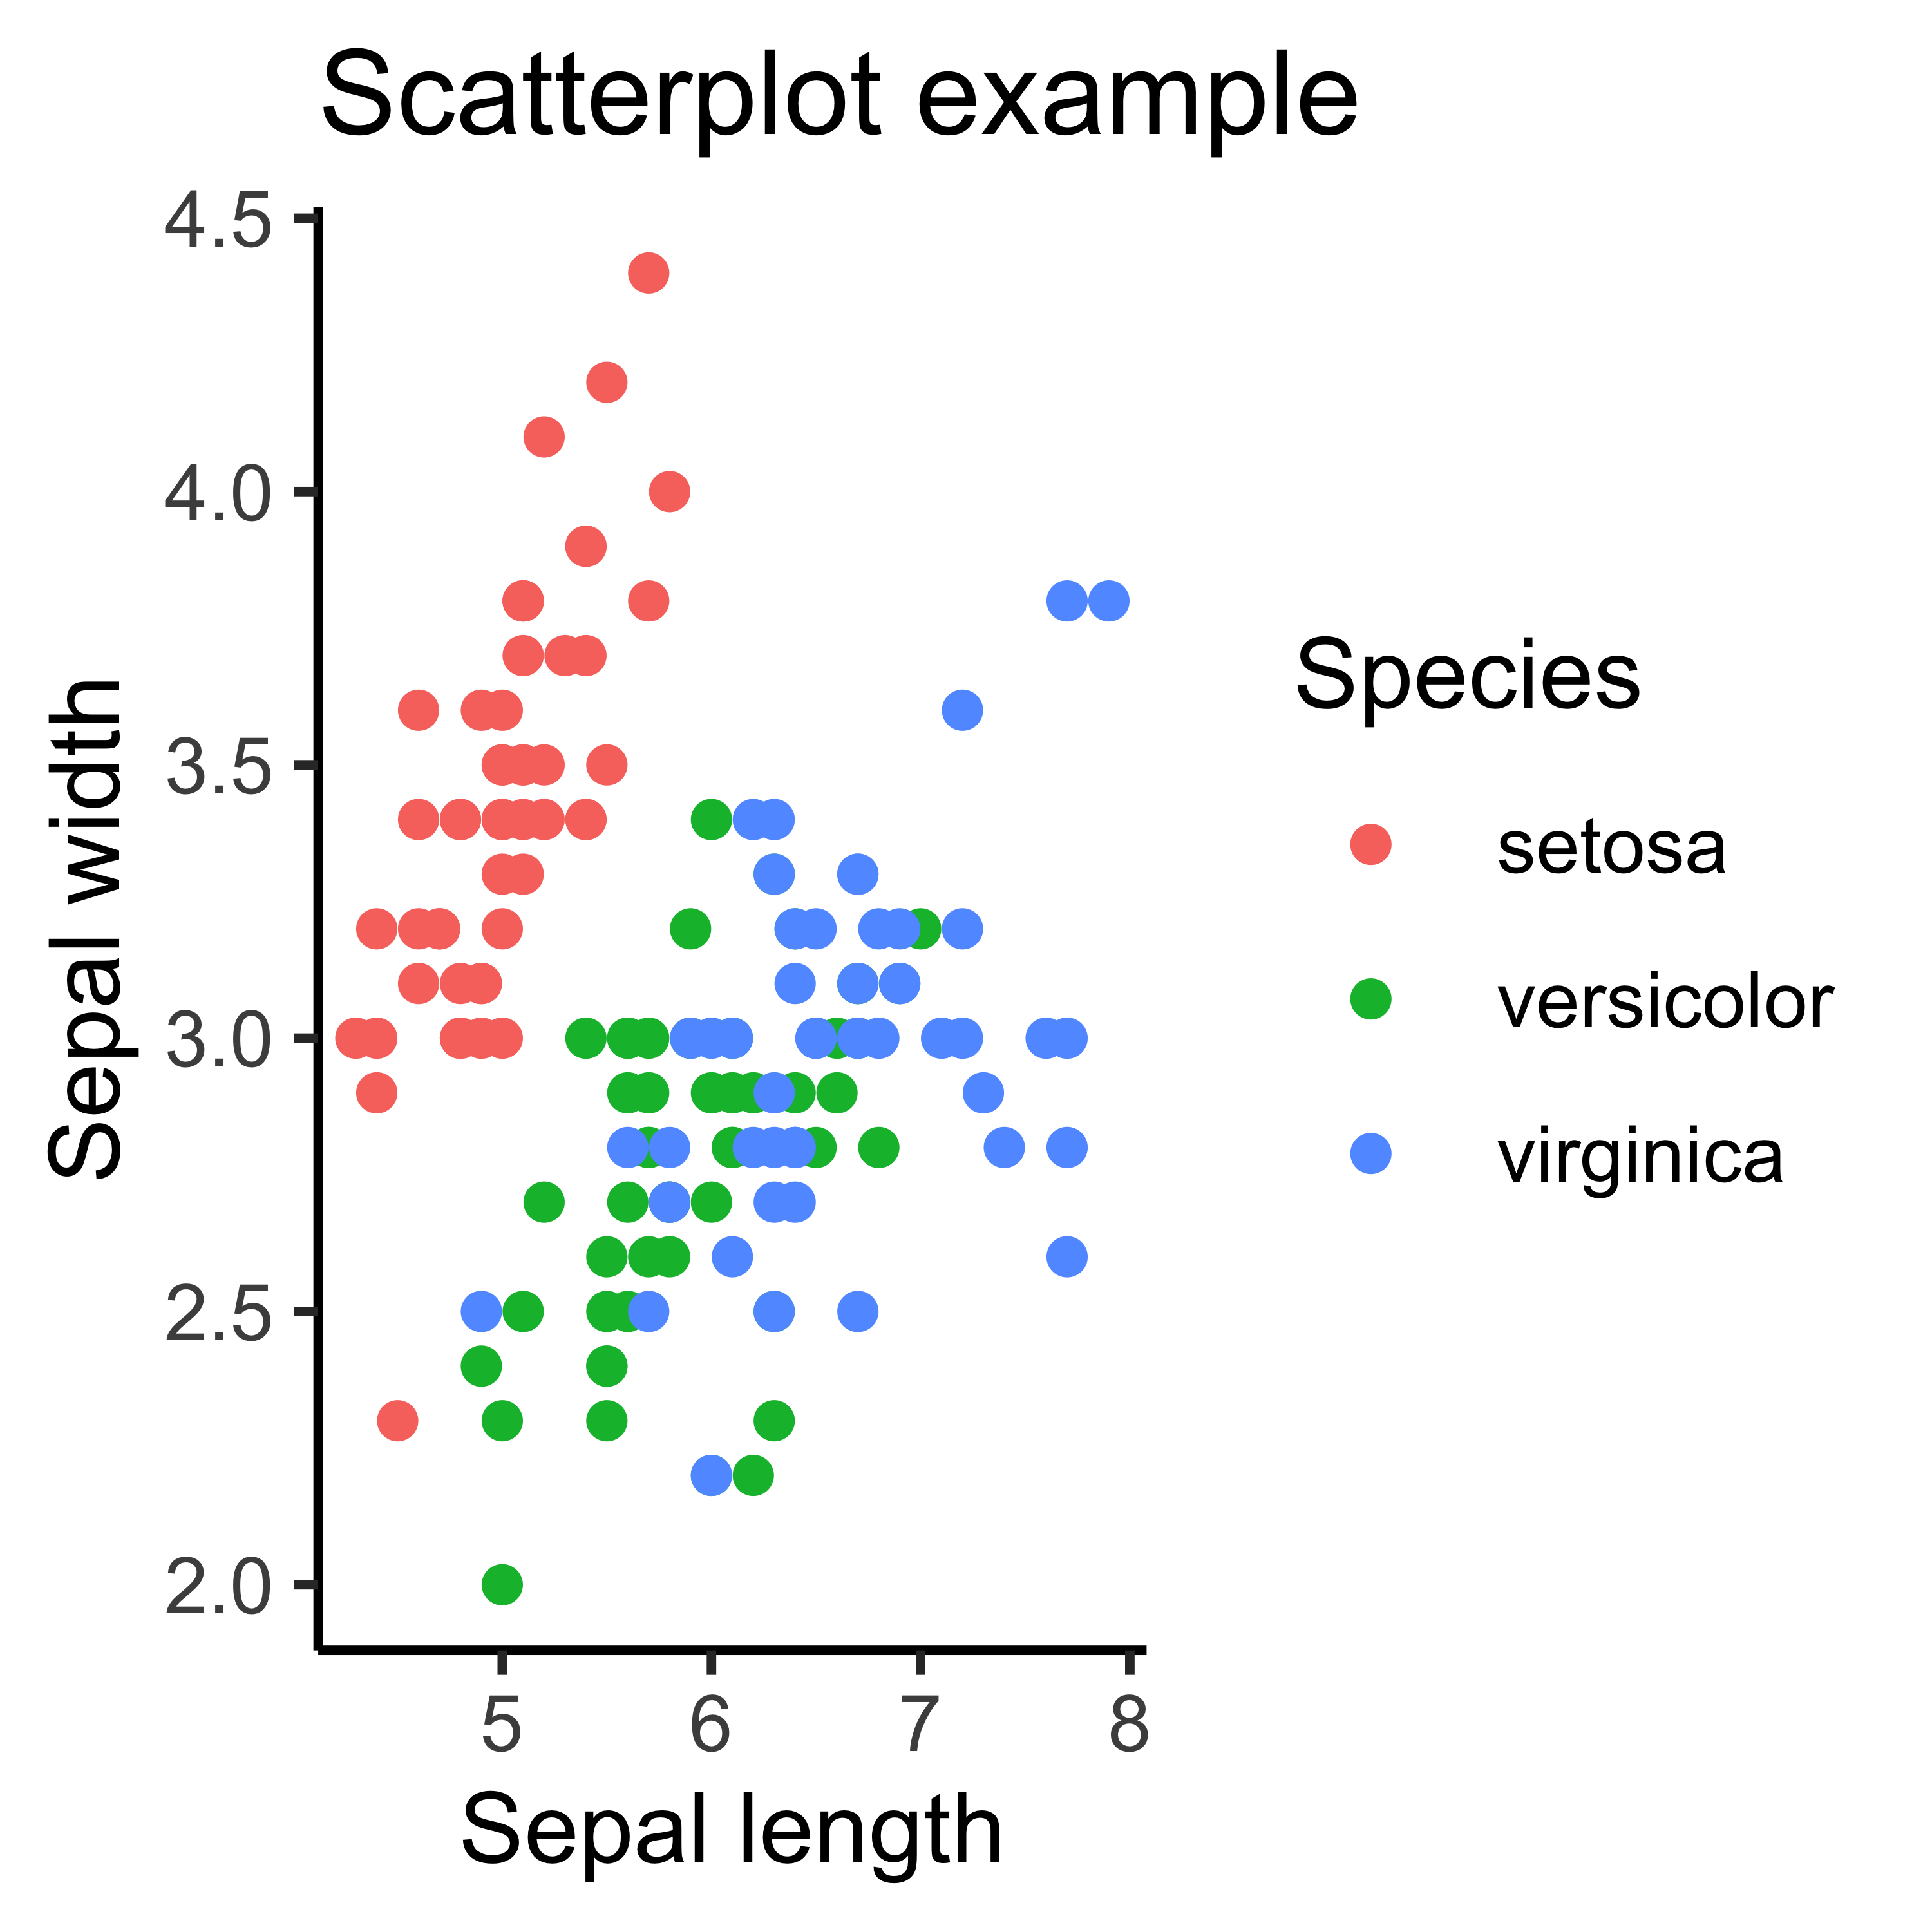 Scatterplot example
4.5
4.0
3.5
3.0
2.5
2.0
Sepal width
5 6 7 8
Sepal length
Species
setosa
versicolor
virginica